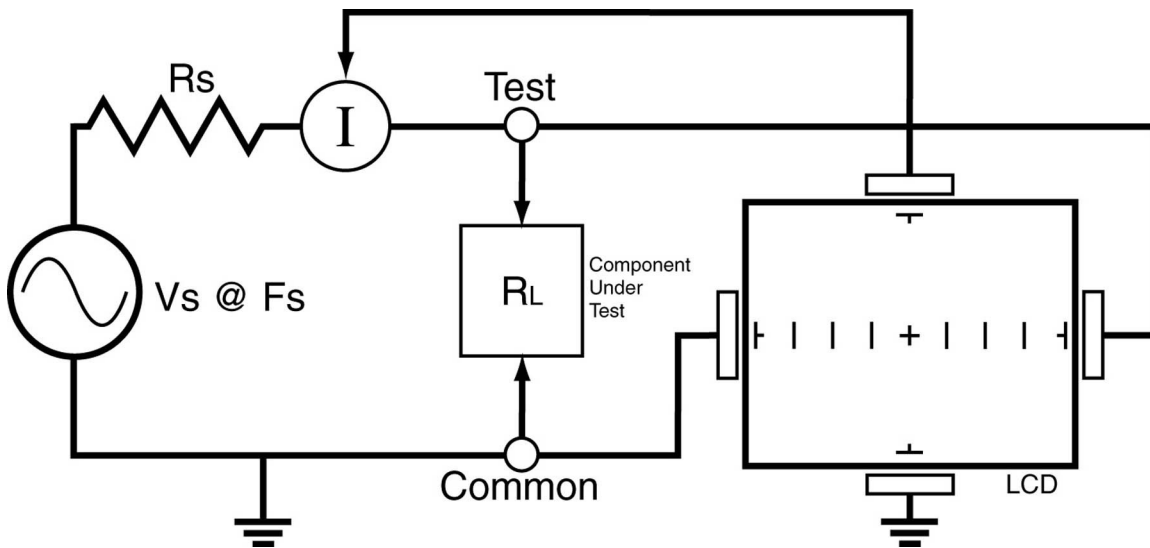 Rs
I
Test
Vs @ Fs
RL
Component
Under
Test
Common
LCD